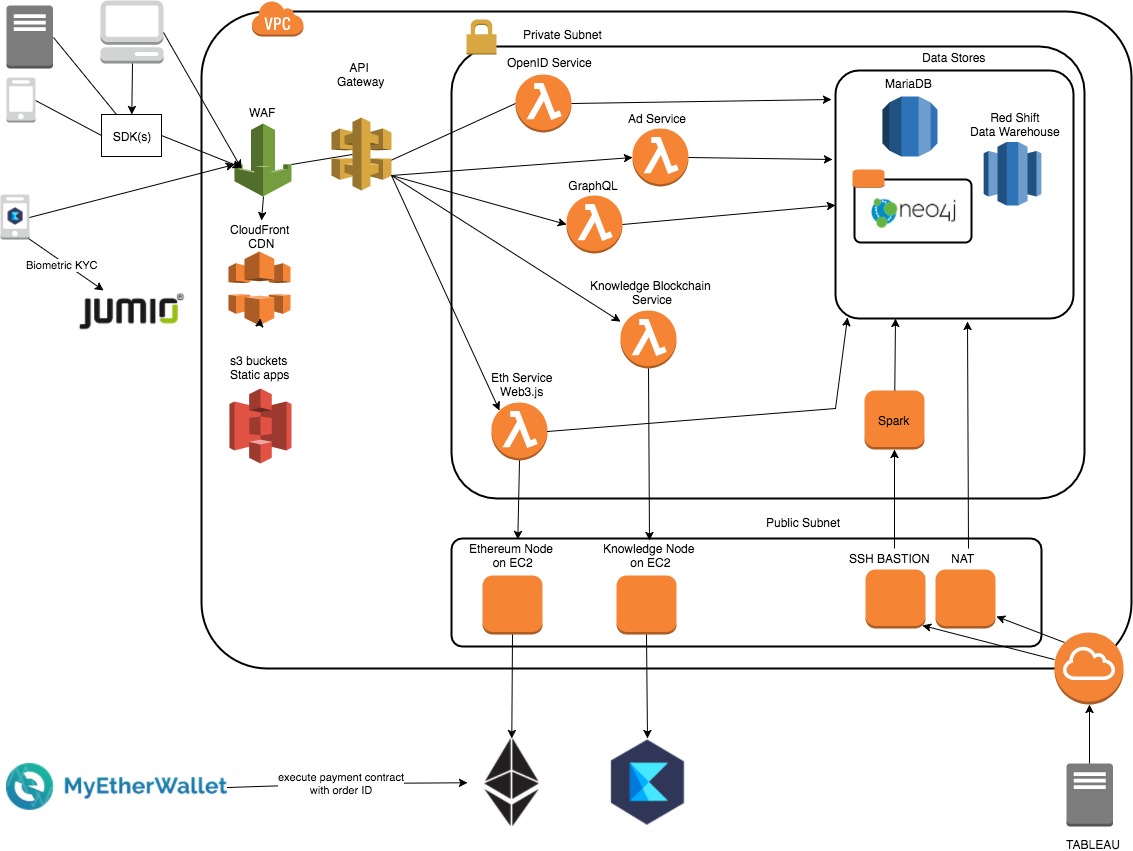 VPC
Private Subnet
OpenID Service
Data Stores
API
Gateway
MariaDB
WAF
Ad Service
Red Shift
Data Warehouse
SDK(s)
GraphQL
neo4j
CloudFront
CDN
Biometric KYC
JUMIO®
Knowledge Blockchain
Service
s3 buckets
Static apps
Eth Service
Web3.js
Spark
Public Subnet
Ethereum Node
on EC2
Knowledge Node
on EC2
SSH BASTION
NAT
MyEtherWallet
execute payment contract
with order ID
TABLEAU